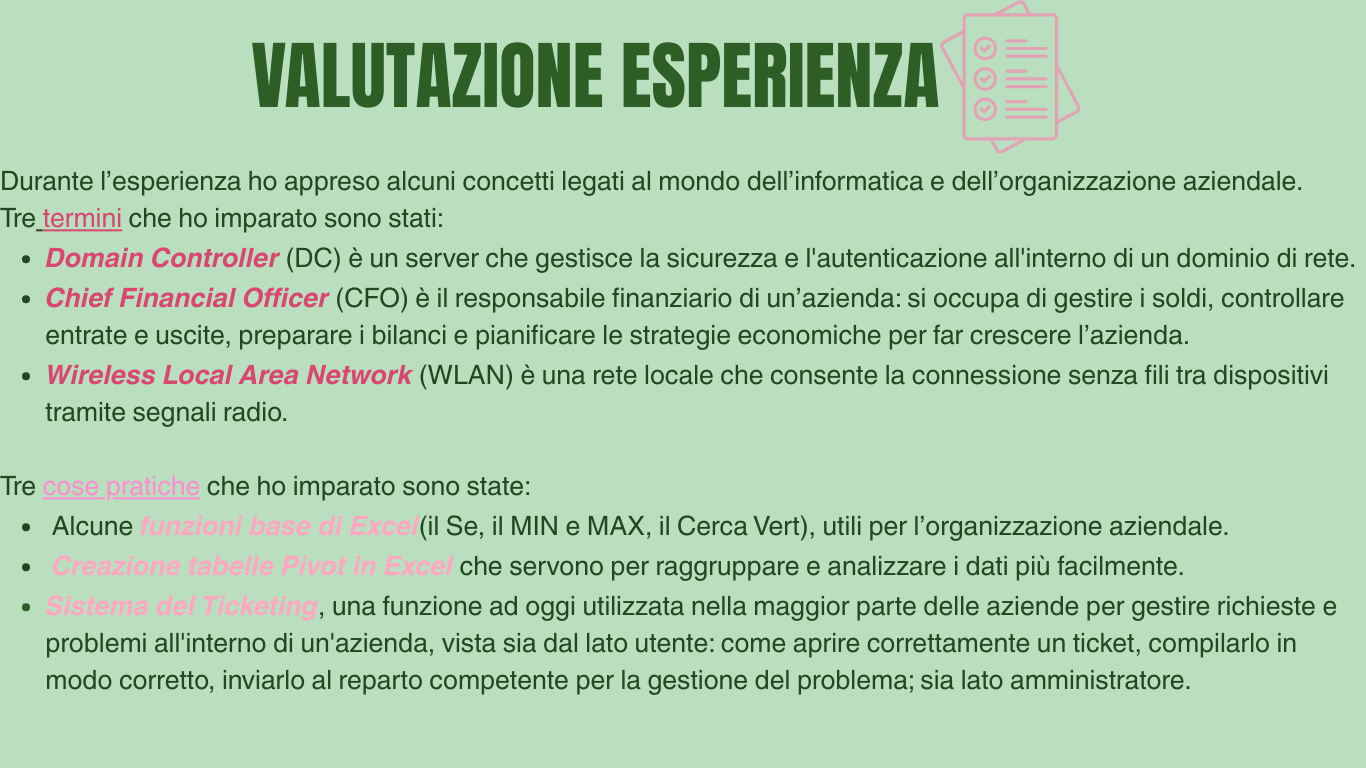 VALUTAZIONE ESPERIENZA
Durante l’esperienza ho appreso alcuni concetti legati al mondo dell’informatica e dell’organizzazione aziendale.
Tre termini che ho imparato sono stati:
• Domain Controller (DC) è un server che gestisce la sicurezza e l'autenticazione all'interno di un dominio di rete.
• Chief Financial Officer (CFO) è il responsabile finanziario di un’azienda: si occupa di gestire i soldi, controllare
entrate e uscite, preparare i bilanci e pianificare le strategie economiche per far crescere l’azienda.
• Wireless Local Area Network (WLAN) è una rete locale che consente la connessione senza fili tra dispositivi
tramite segnali radio.
Tre cose pratiche che ho imparato sono state:
• Alcune funzioni base di Excel(il Se, il MIN e MAX, il Cerca Vert), utili per l’organizzazione aziendale.
• Creazione tabelle Pivot in Excel che servono per raggruppare e analizzare i dati più facilmente.
• Sistema del Ticketing, una funzione ad oggi utilizzata nella maggior parte delle aziende per gestire richieste e
problemi all'interno di un'azienda, vista sia dal lato utente: come aprire correttamente un ticket, compilarlo in
modo corretto, inviarlo al reparto competente per la gestione del problema; sia lato amministratore.